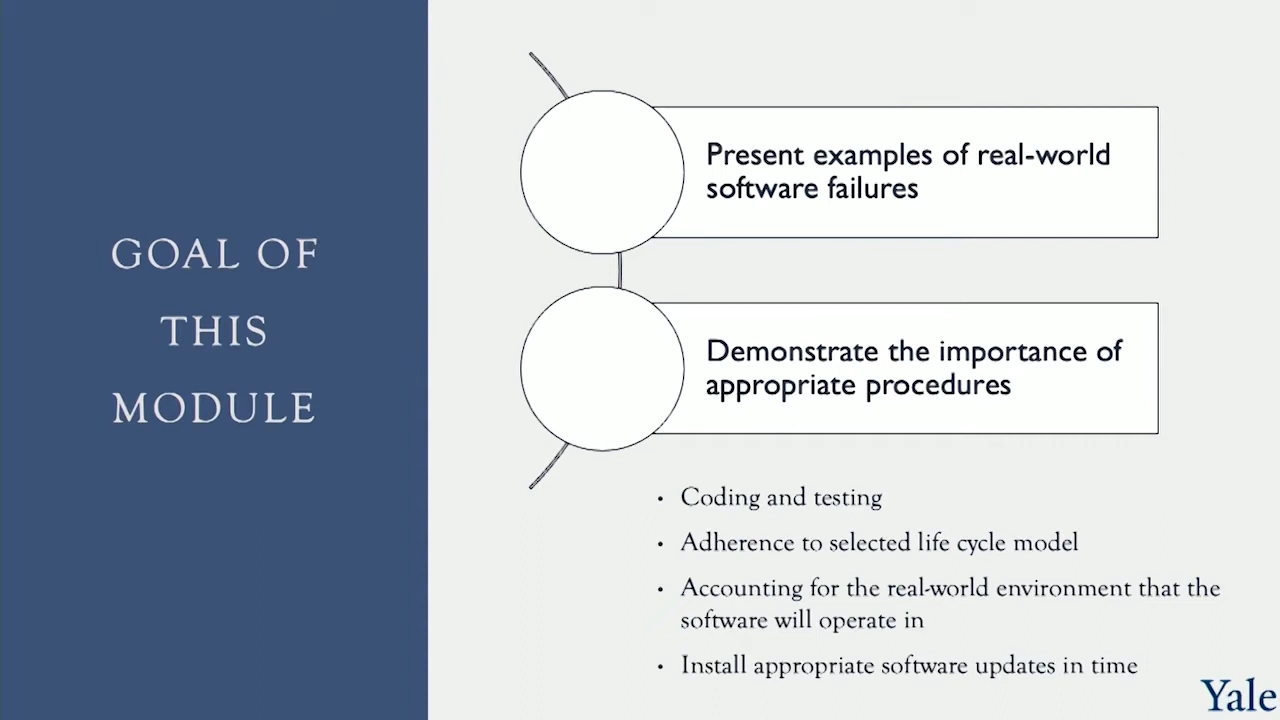 GOAL OF
THIS
MODULE
Present examples of real-world
software failures
Demonstrate the importance of
appropriate procedures
• Coding and testing
• Adherence to selected life cycle model
• Accounting for the real-world environment that the
software will operate in
• Install appropriate software updates in time
Yale